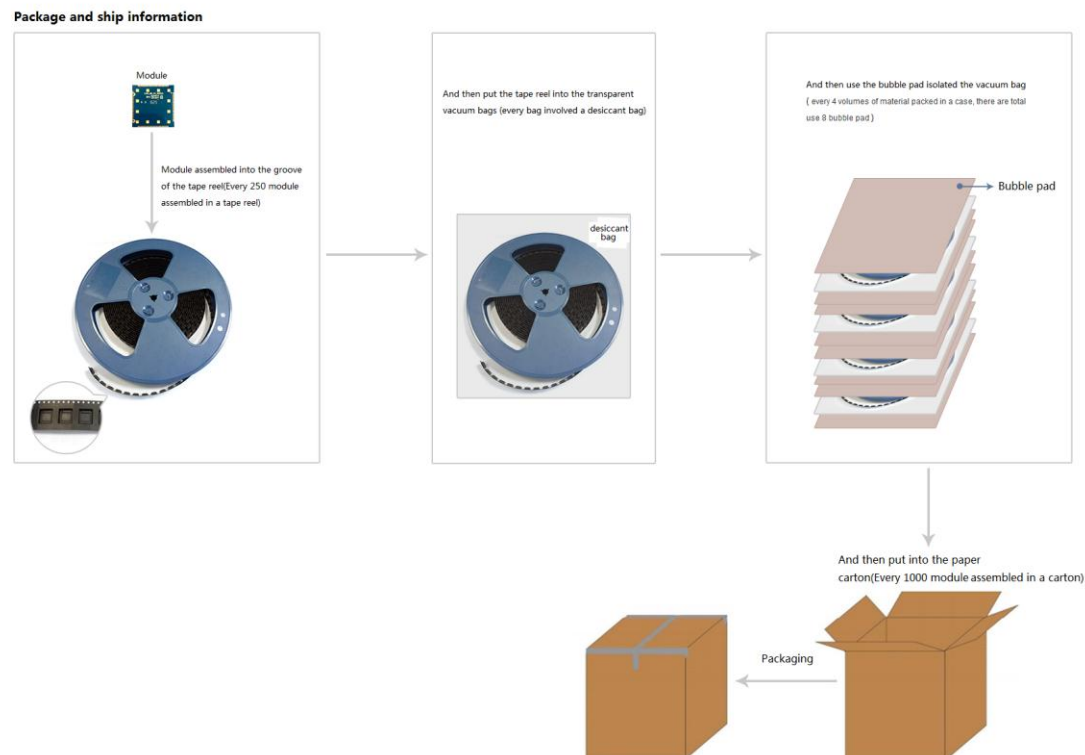 Package and ship information
Module
Module assembled into the groove
of the tape reel(Every 250 module
assembled in a tape reel)
And then put the tape reel into the transparent
vacuum bags (every bag involved a desiccant bag)
desiccant
bag
And then use the bubble pad isolated the vacuum bag
( every 4 volumes of material packed in a case, there are total
use 8 bubble pad )
Bubble pad
And then put into the paper
carton(Every 1000 module assembled in a carton)
Packaging